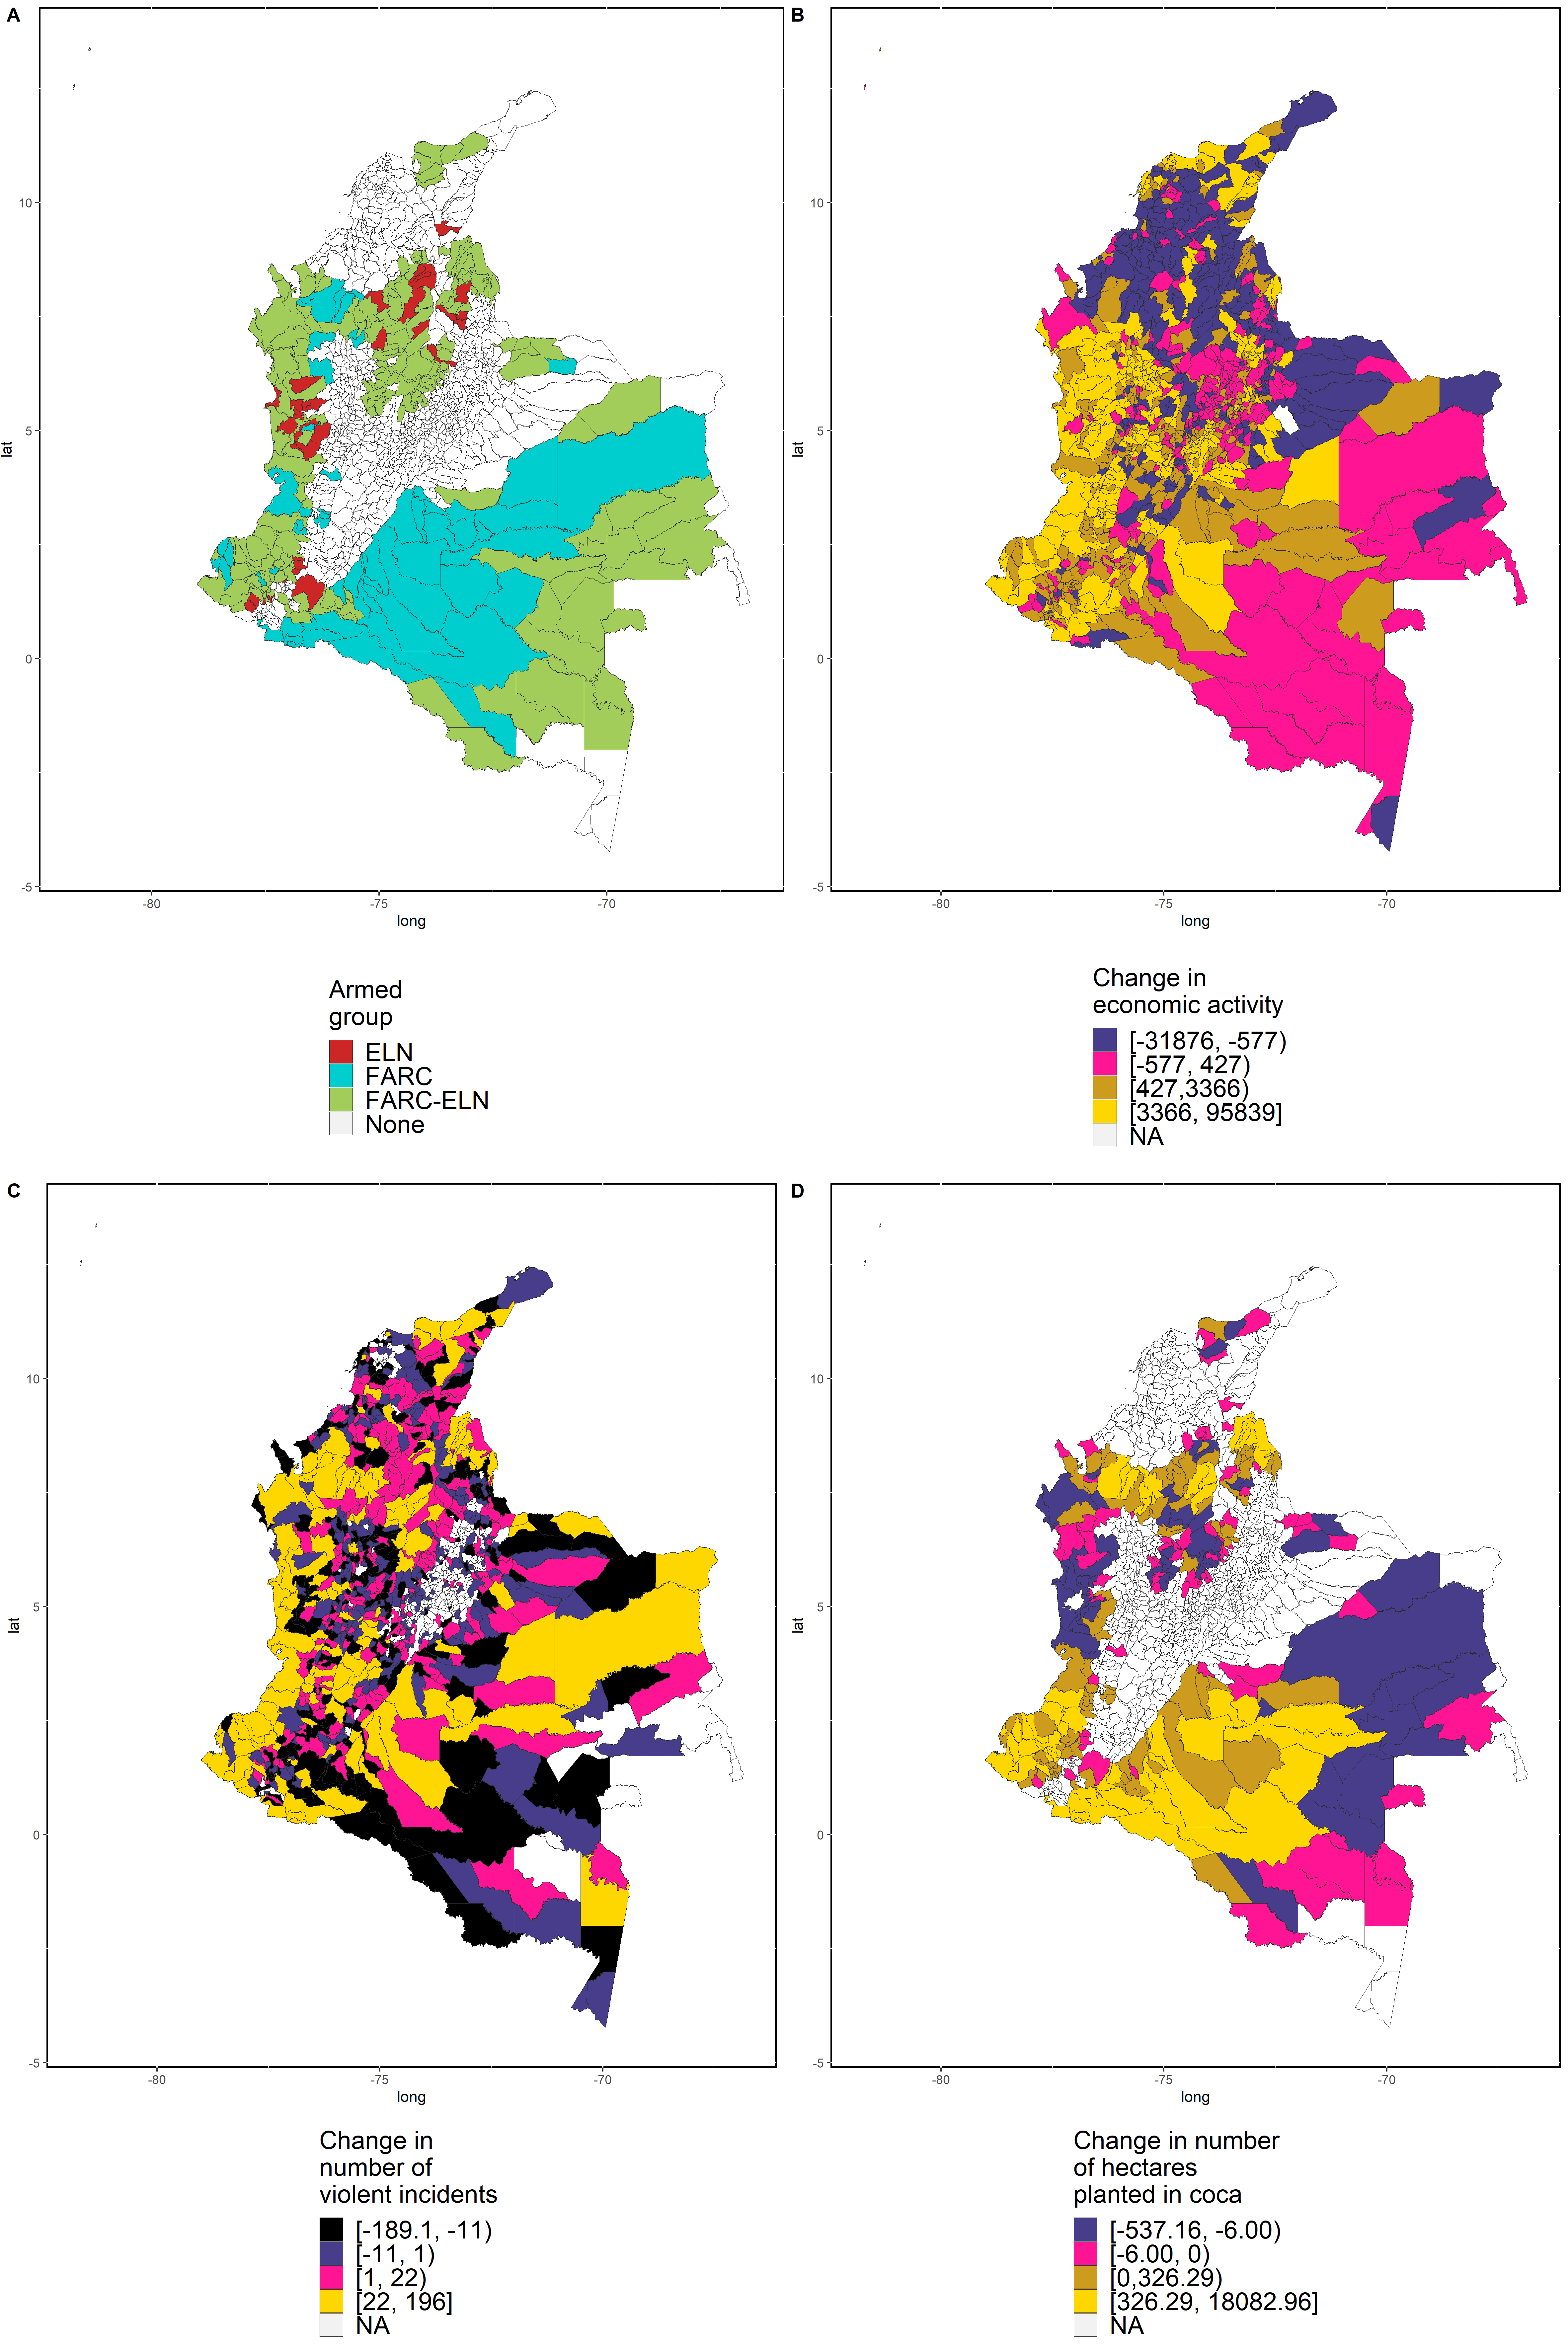 A
lat
10
5
0
-5
-80
-75
-70
long
Armed
group
ELN
FARC
FARC-ELN
None
B
lat
10
5
0
-5
-80
-75
-70
long
Change in
economic activity
[-31876, -577)
[-577, 427)
[427,3366)
[3366, 95839]
NA
C
lat
10
5
0
-5
-80
-75
-70
long
Change in
number of
violent incidents
[-189.1, -11)
[-11, 1)
[1, 22)
[22, 196]
NA
D
lat
10
5
0
-5
-80
-75
-70
long
Change in number
of hectares
planted in coca
[-537.16, -6.00)
[-6.00, 0)
[0,326.29)
[326.29, 18082.96]
NA